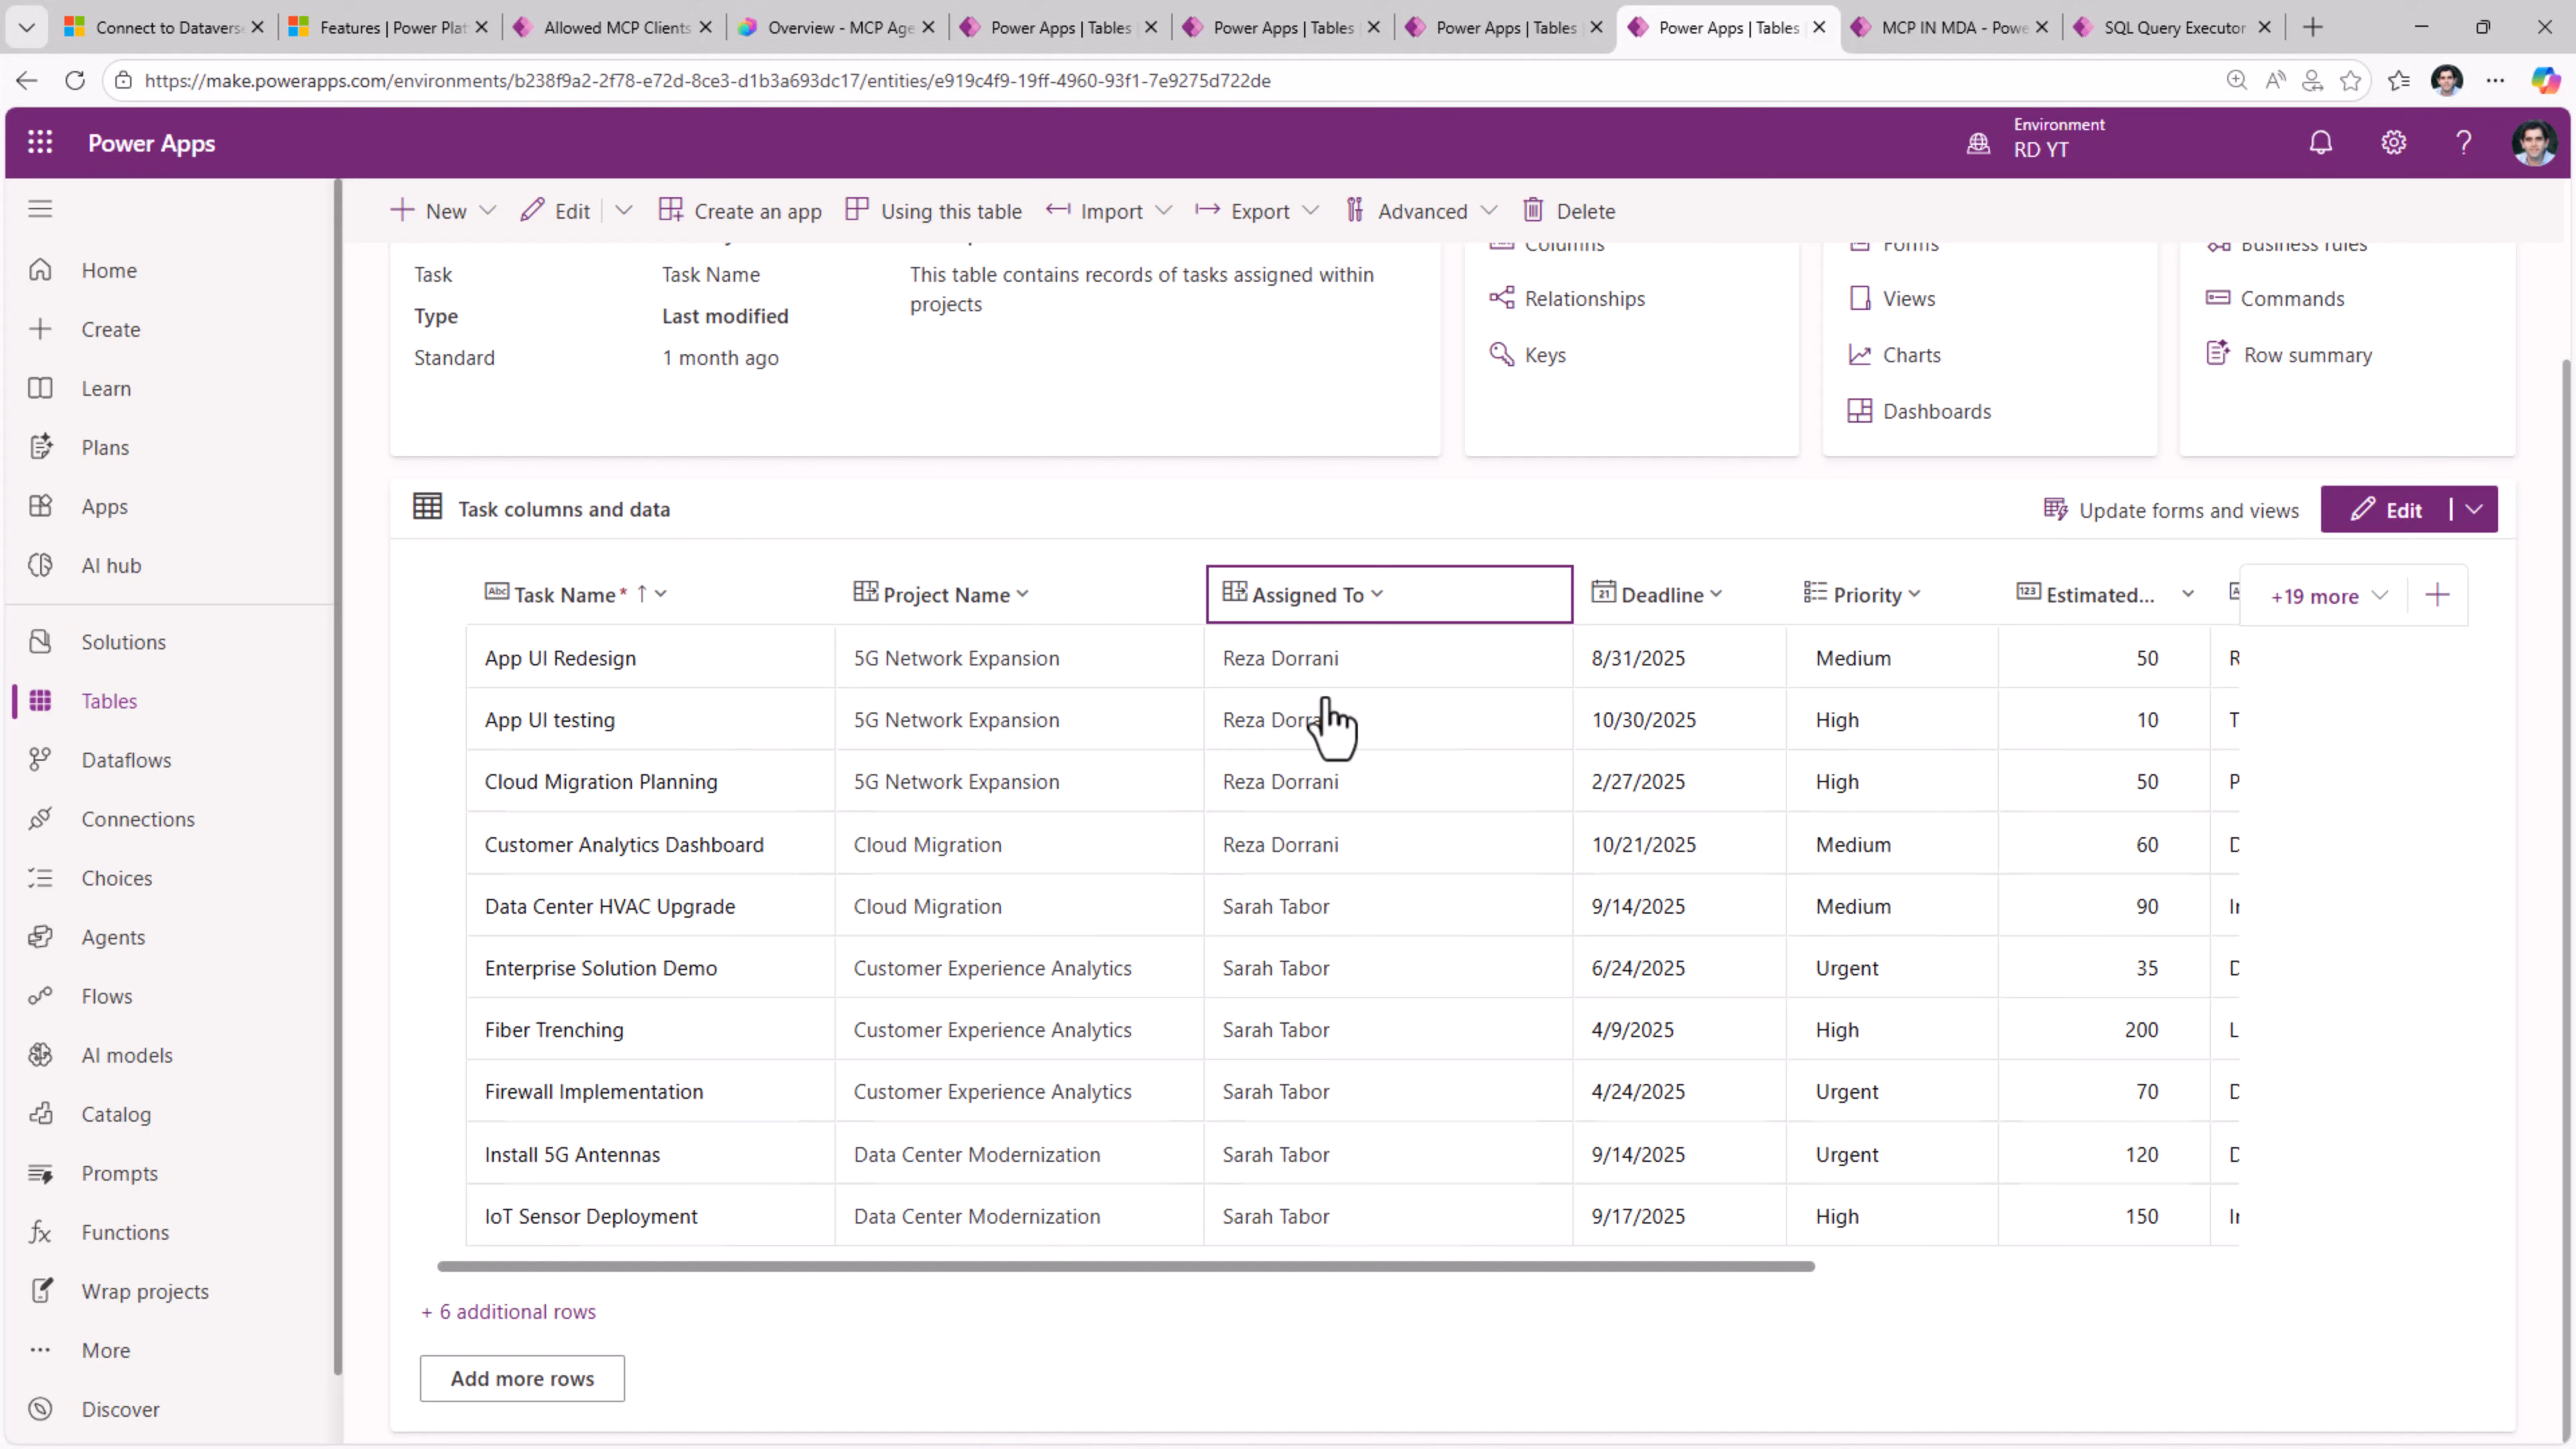 Connect to Dataverse
Features | Power Plat
Allowed MCP Clients
Overview - MCP Age
Power Apps | Tables
Power Apps | Tables
Power Apps | Tables
Power Apps | Tables
MCP IN MDA - Powe
SQL Query Executor
https://make.powerapps.com/environments/b238f9a2-2f78-e72d-8ce3-d1b3a693dc17/entities/e919c4f9-19ff-4960-93f1-7e9275d722de
Power Apps
Environment
RD YT
New
Edit
Create an app
Using this table
Import
Export
Advanced
Delete
Home
Create
Learn
Plans
Apps
AI hub
Solutions
Tables
Dataflows
Connections
Choices
Agents
Flows
AI models
Catalog
Prompts
Functions
Wrap projects
More
Discover
Task
Task Name
This table contains records of tasks assigned within
projects
Type
Last modified
Standard
1 month ago
Columns
Relationships
Keys
Forms
Views
Charts
Dashboards
Business rules
Commands
Row summary
Task columns and data
Update forms and views
Edit
Task Name * ↑ Project Name Assigned To Deadline Priority Estimated... +19 more
App UI Redesign 5G Network Expansion Reza Dorrani 8/31/2025 Medium 50 R
App UI testing 5G Network Expansion Reza Dorrani 10/30/2025 High 10 T
Cloud Migration Planning 5G Network Expansion Reza Dorrani 2/27/2025 High 50 P
Customer Analytics Dashboard Cloud Migration Reza Dorrani 10/21/2025 Medium 60 D
Data Center HVAC Upgrade Cloud Migration Sarah Tabor 9/14/2025 Medium 90 Ir
Enterprise Solution Demo Customer Experience Analytics Sarah Tabor 6/24/2025 Urgent 35 D
Fiber Trenching Customer Experience Analytics Sarah Tabor 4/9/2025 High 200 L
Firewall Implementation Customer Experience Analytics Sarah Tabor 4/24/2025 Urgent 70 D
Install 5G Antennas Data Center Modernization Sarah Tabor 9/14/2025 Urgent 120 D
IoT Sensor Deployment Data Center Modernization Sarah Tabor 9/17/2025 High 150 Ir
+ 6 additional rows
Add more rows